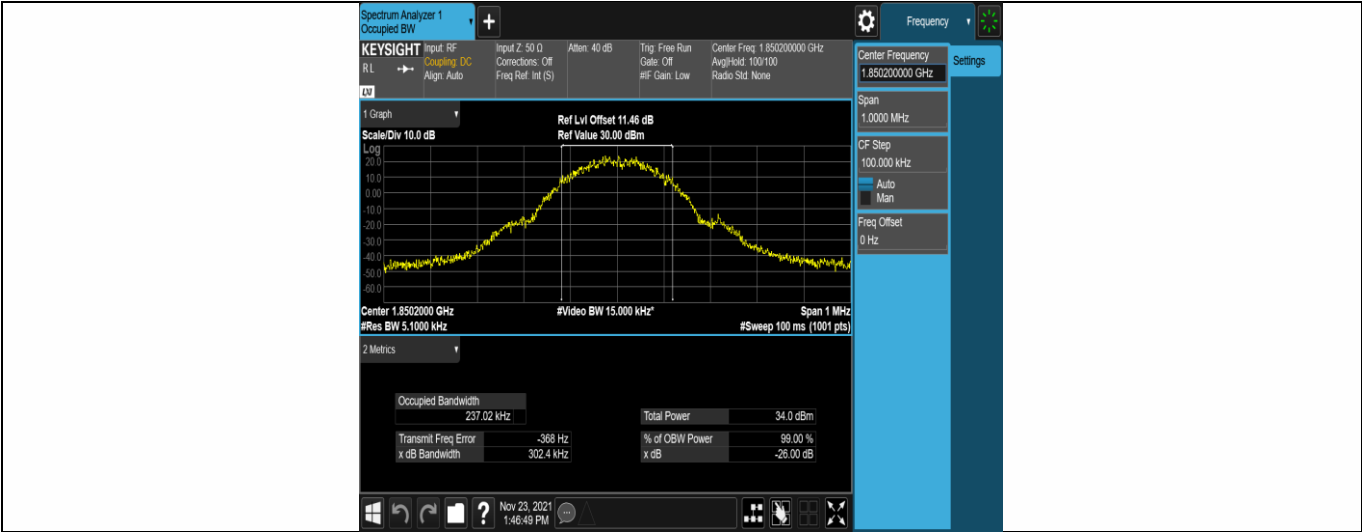 Spectrum Analyzer 1
Occupied BW
+
Frequency
KEYSIGHT
RL
LXI
Input: RF
Coupling: DC
Align: Auto
Input Z: 50 Ω
Corrections: Off
Freq Ref: Int (S)
Atten: 40 dB
Trig: Free Run
Gate: Off
#IF Gain: Low
Center Freq: 1.850200000 GHz
Avg|Hold: 100/100
Radio Std: None
Center Frequency
1.850200000 GHz
Settings
Span
1.0000 MHz
CF Step
100.000 kHz
Auto
Man
Freq Offset
0 Hz
1 Graph
Scale/Div 10.0 dB
Ref Lvl Offset 11.46 dB
Ref Value 30.00 dBm
Log
20.0
10.0
0.00
-10.0
-20.0
-30.0
-40.0
-50.0
-60.0
Center 1.8502000 GHz
#Video BW 15.000 kHz*
Span 1 MHz
#Res BW 5.1000 kHz
#Sweep 100 ms (1001 pts)
2 Metrics
Occupied Bandwidth
237.02 kHz
Total Power 34.0 dBm
Transmit Freq Error -368 Hz
% of OBW Power 99.00 %
x dB Bandwidth 302.4 kHz
x dB -26.00 dB
?
Nov 23, 2021
1:46:49 PM